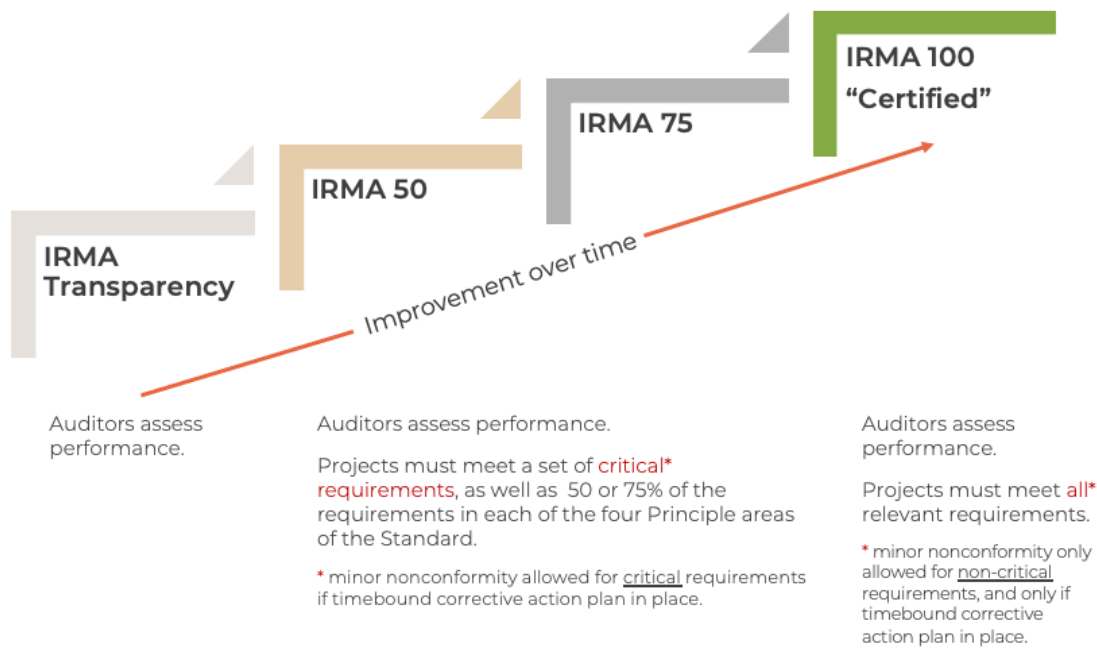 IRMA 100
“Certified”
IRMA 75
IRMA 50
IRMA
Transparency
Improvement over time
Auditors assess
performance.
Auditors assess performance.
Projects must meet a set of critical*
requirements, as well as 50 or 75% of the
requirements in each of the four Principle areas
of the Standard.
* minor nonconformity allowed for critical requirements
if timebound corrective action plan in place.
Auditors assess
performance.
Projects must meet all*
relevant requirements.
* minor nonconformity only
allowed for non-critical
requirements, and only if
timebound corrective
action plan in place.